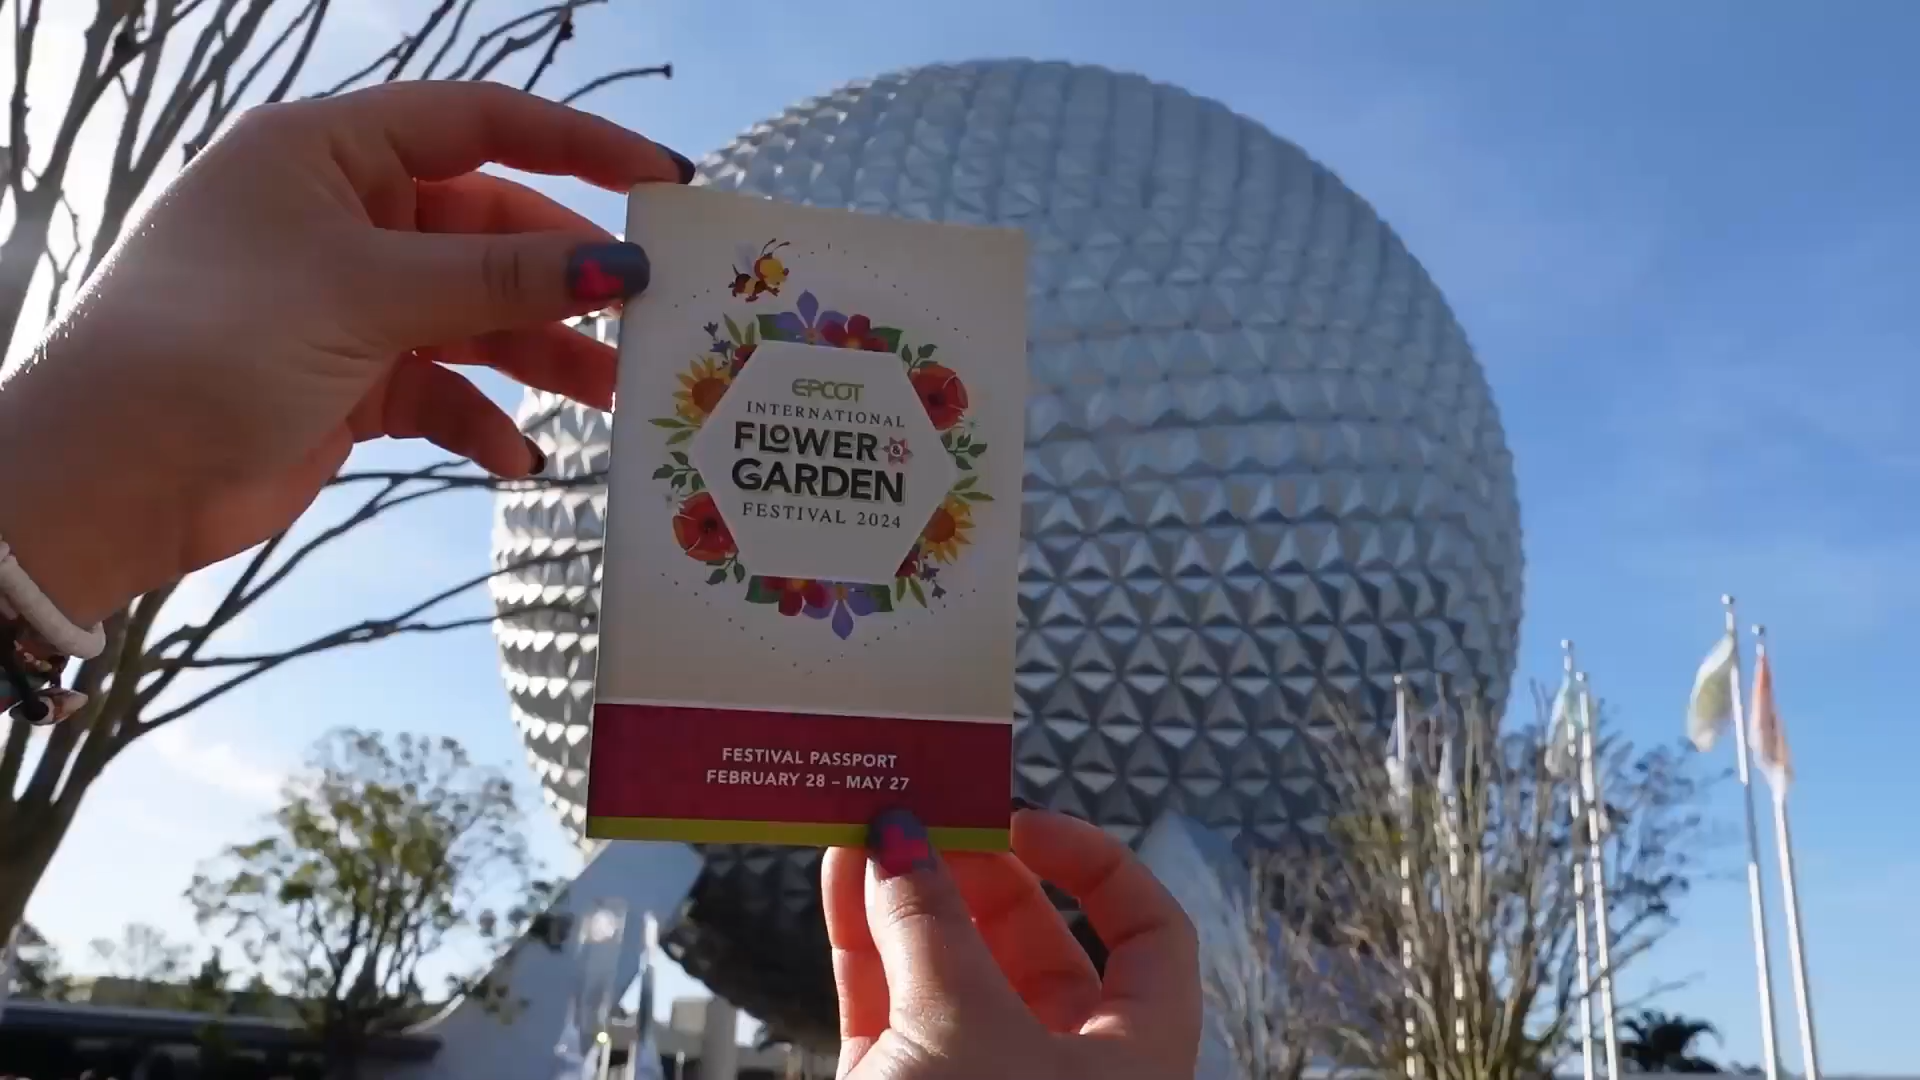 EPCOT
INTERNATIONAL
FLOWER &
GARDEN
FESTIVAL 2024
FESTIVAL PASSPORT
FEBRUARY 28 – MAY 27